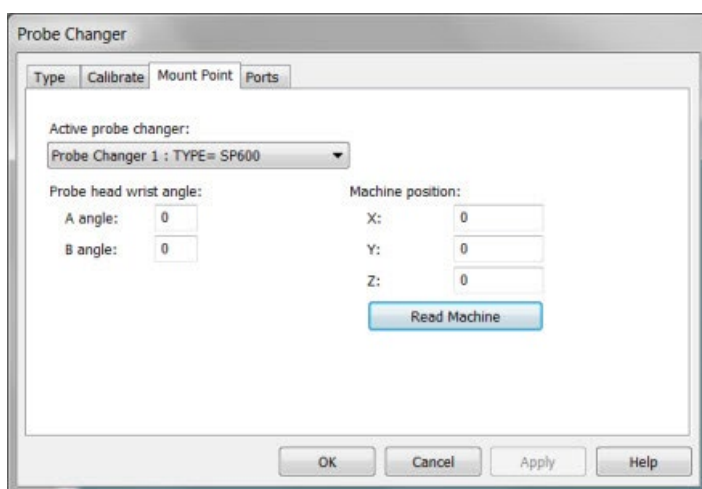 Probe Changer
Type Calibrate Mount Point Ports
Active probe changer:
Probe Changer 1 : TYPE= SP600
Probe head wrist angle: Machine position:
A angle: 0 X: 0
B angle: 0 Y: 0
Z: 0
Read Machine
OK Cancel Apply Help